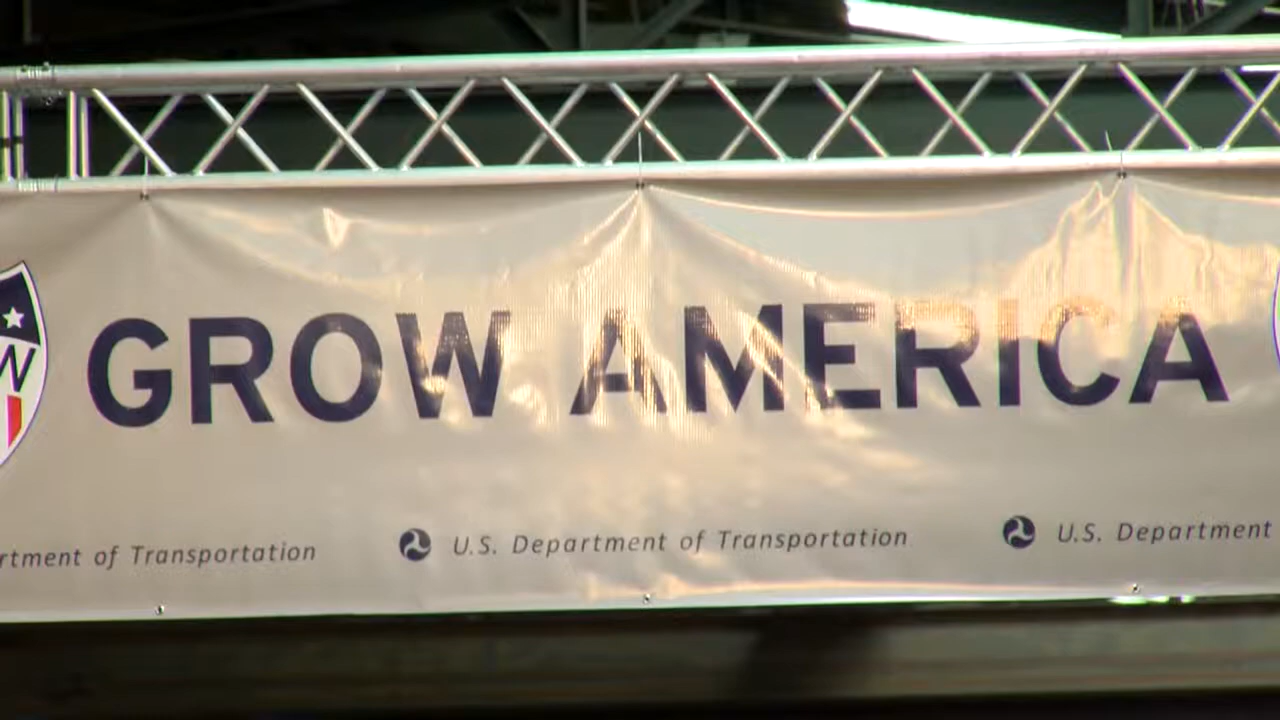 W
GROW AMERICA
rtment of Transportation
U.S. Department of Transportation
U.S. Department